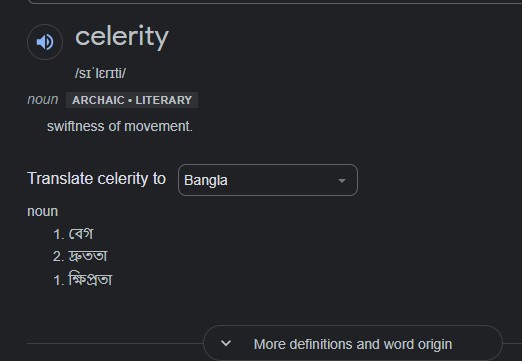 celerity
/sɪˈlɛrɪti/
noun ARCHAIC • LITERARY
swiftness of movement.
Translate celerity to Bangla
noun
1. বেগ
2. দ্রুততা
1. ক্ষিপ্রতা
More definitions and word origin